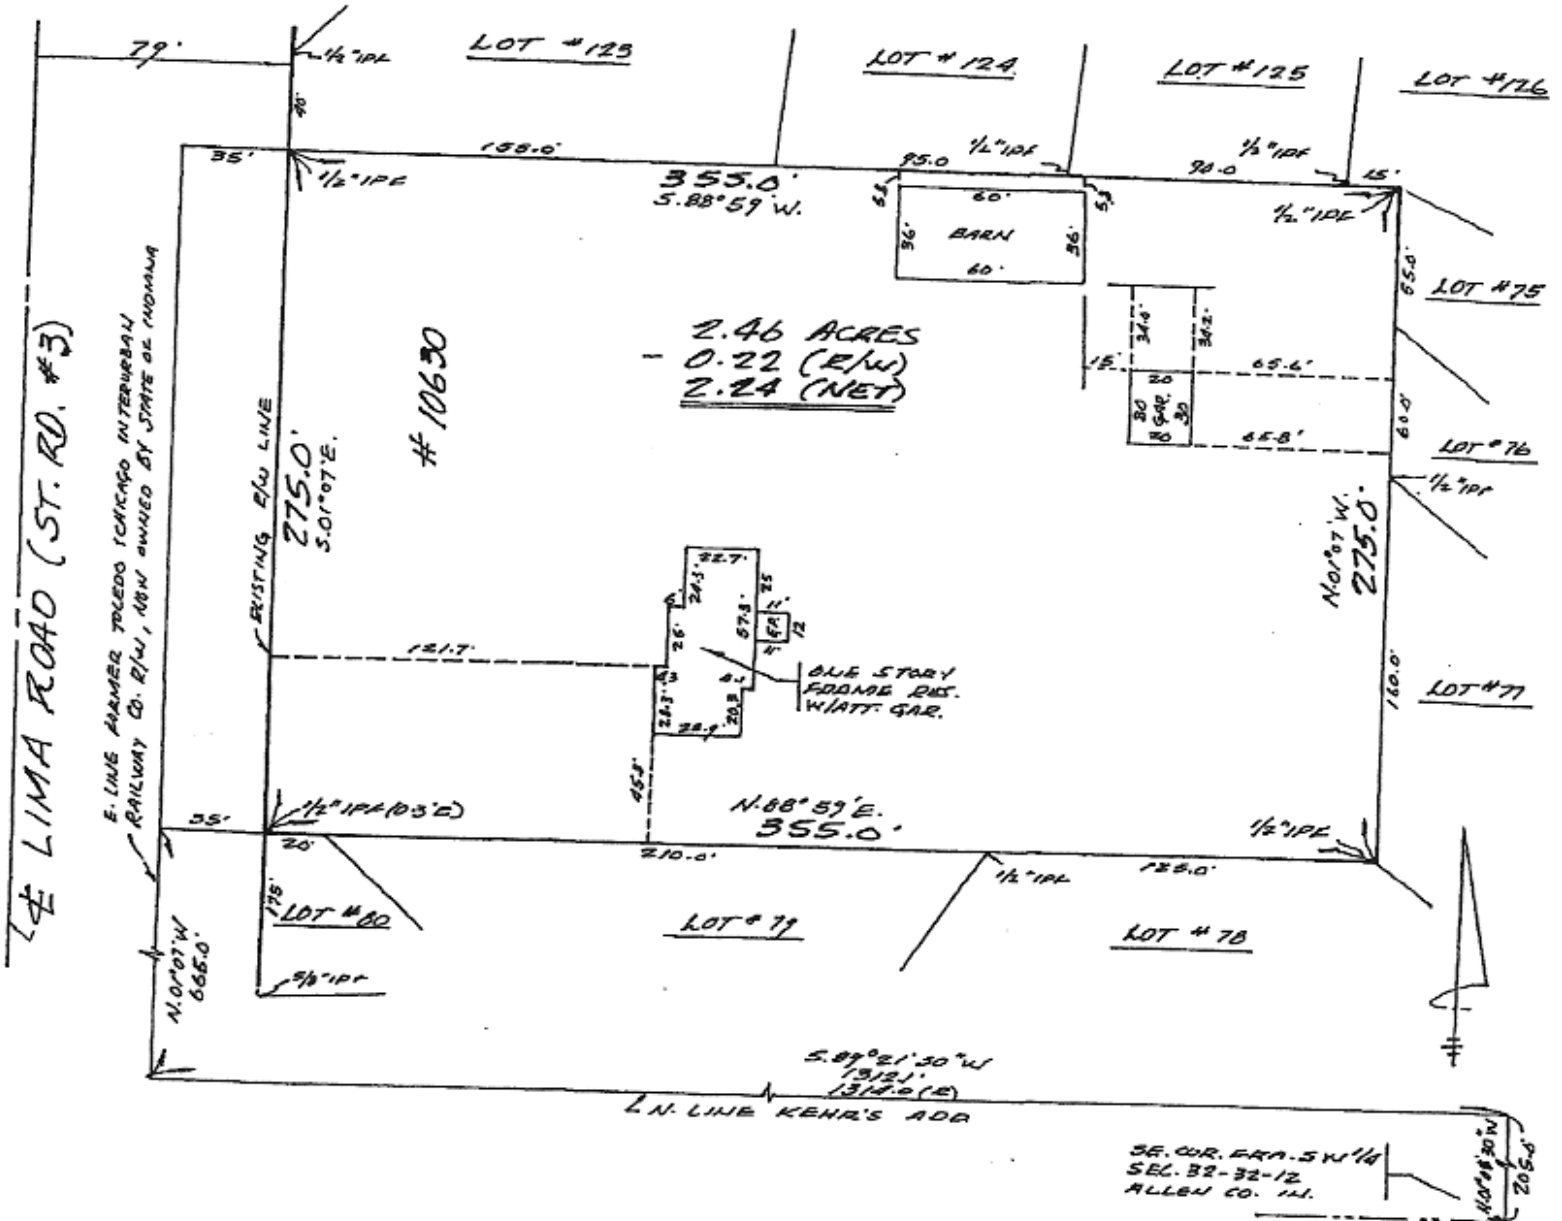 79'
1/2" IPF
LOT #123
LOT #124
LOT #125
LOT #126
40'
35'
155.0'
95.0
1/2" IPF
1/2" IPF
90.0
15'
1/2" IPF
355.0'
S.88°59'W.
60'
36'
BARN
36'
60'
1/2" IPF
65.0'
LOT #75
2.46 ACRES
- 0.22 (R/W)
2.24 (NET)
34.0'
34.2'
15'
65.6'
20
30
GAR.
30
20
65.8'
60.0'
LOT #76
1/2" IPF
# 10630
¢ LIMA ROAD (ST. RD. #3)
E. LINE FORMER TOLEDO & CHICAGO INTERURBAN
RAILWAY CO. R/W, NOW OWNED BY STATE OF INDIANA
EXISTING R/W LINE
275.0'
S.01°07'E.
N.01°07'W.
275.0'
22.7'
24.3'
25
6'
57.3'
11'
12
11'
26'
121.7'
ONE STORY
FRAME RES.
W/ATT. GAR.
20.3
160.0'
LOT #77
45.8'
N.88°59'E.
355.0'
35'
1/2" IPF (0.3'E)
20'
210.0'
1/2" IPF
125.0'
1/2" IPF
175'
LOT #80
LOT #79
LOT #78
5/8" IPF
N.01°07'W
665.0'
S.89°21'30"W
1312.1'
1314.0 (R)
N. LINE KEHR'S ADD
SE. COR. FRA. SW 1/4
SEC. 32-32-12
ALLEN CO. IN.
205.0'